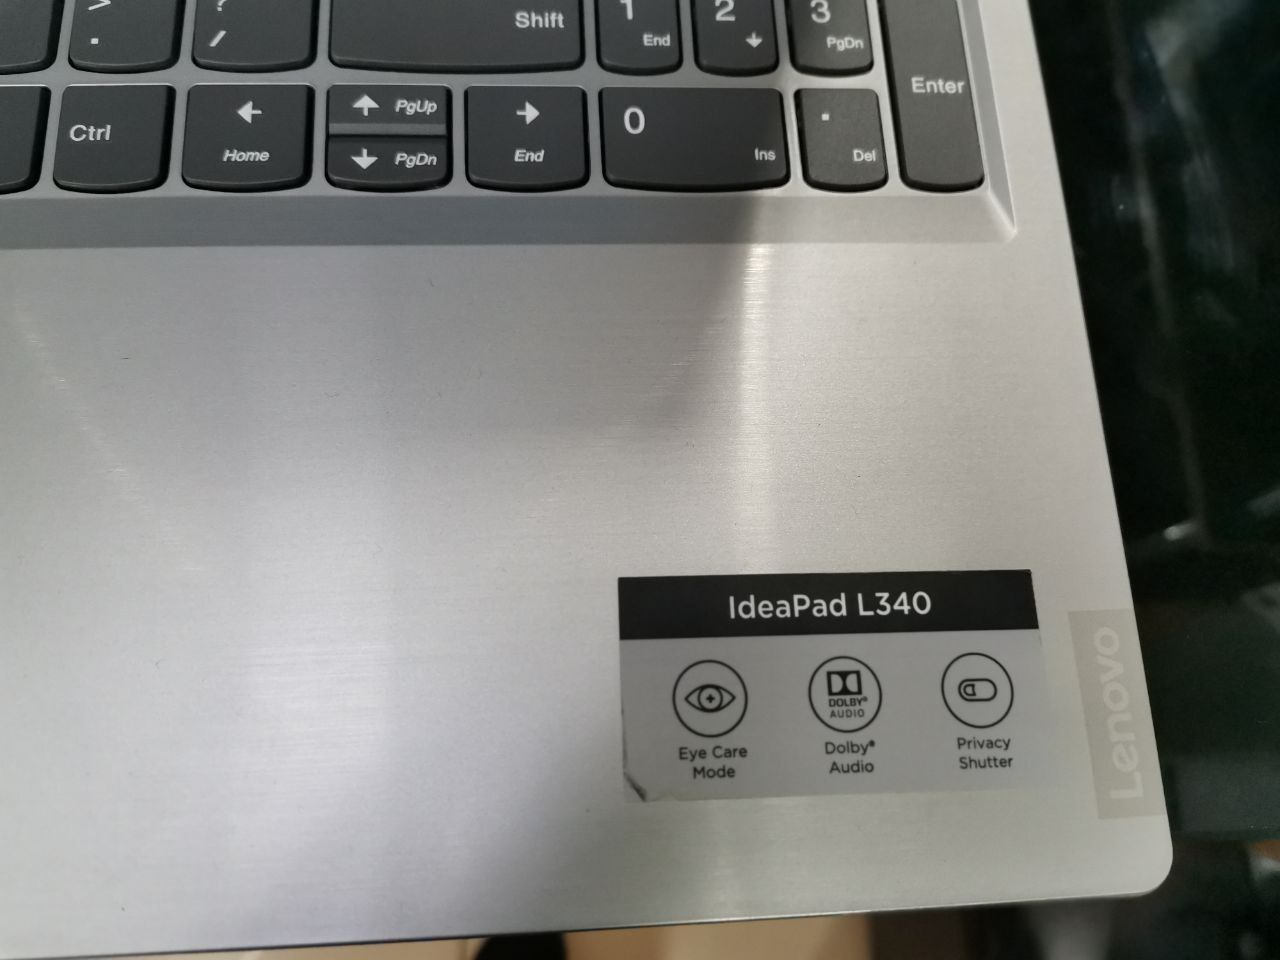 > ? Shift 1 2 3
. / End PgDn
Enter
Ctrl PgUp 0 .
Home PgDn End Ins Del
IdeaPad L340
DOLBY®
AUDIO
Eye Care Dolby® Privacy
Mode Audio Shutter
Lenovo